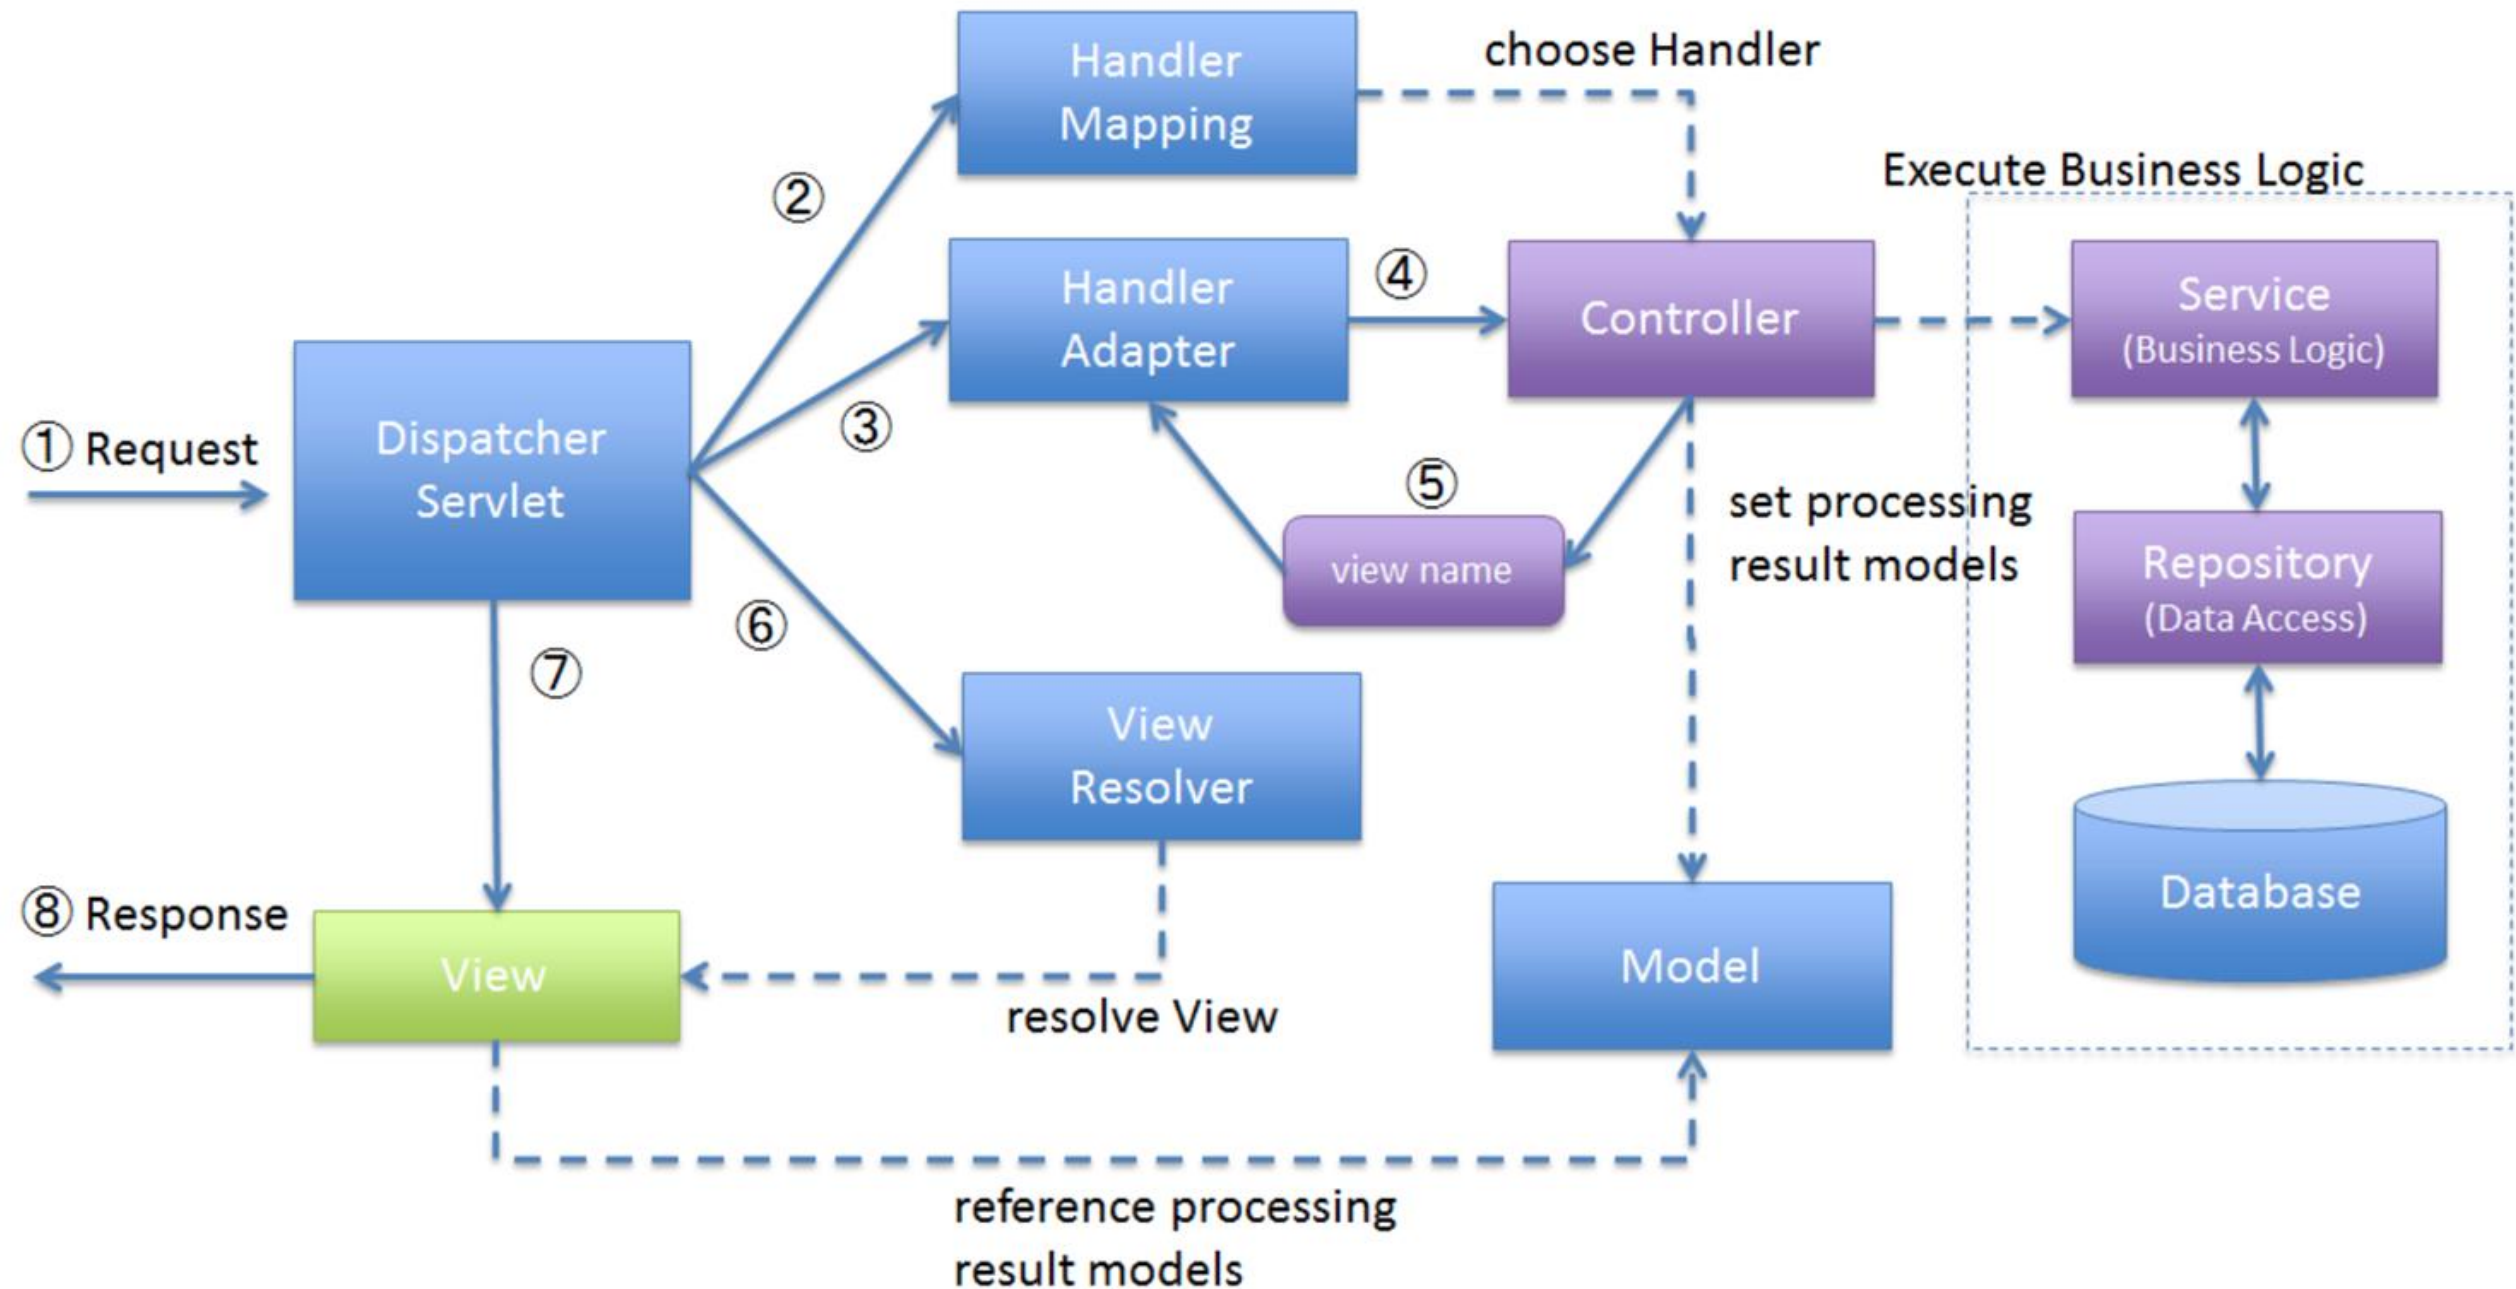 Handler
Mapping
choose Handler
②
Execute Business Logic
Handler
Adapter
④
Controller
Service
(Business Logic)
① Request
Dispatcher
Servlet
③
⑤
view name
set processing
result models
Repository
(Data Access)
⑥
⑦
View
Resolver
⑧ Response
View
resolve View
Model
Database
reference processing
result models